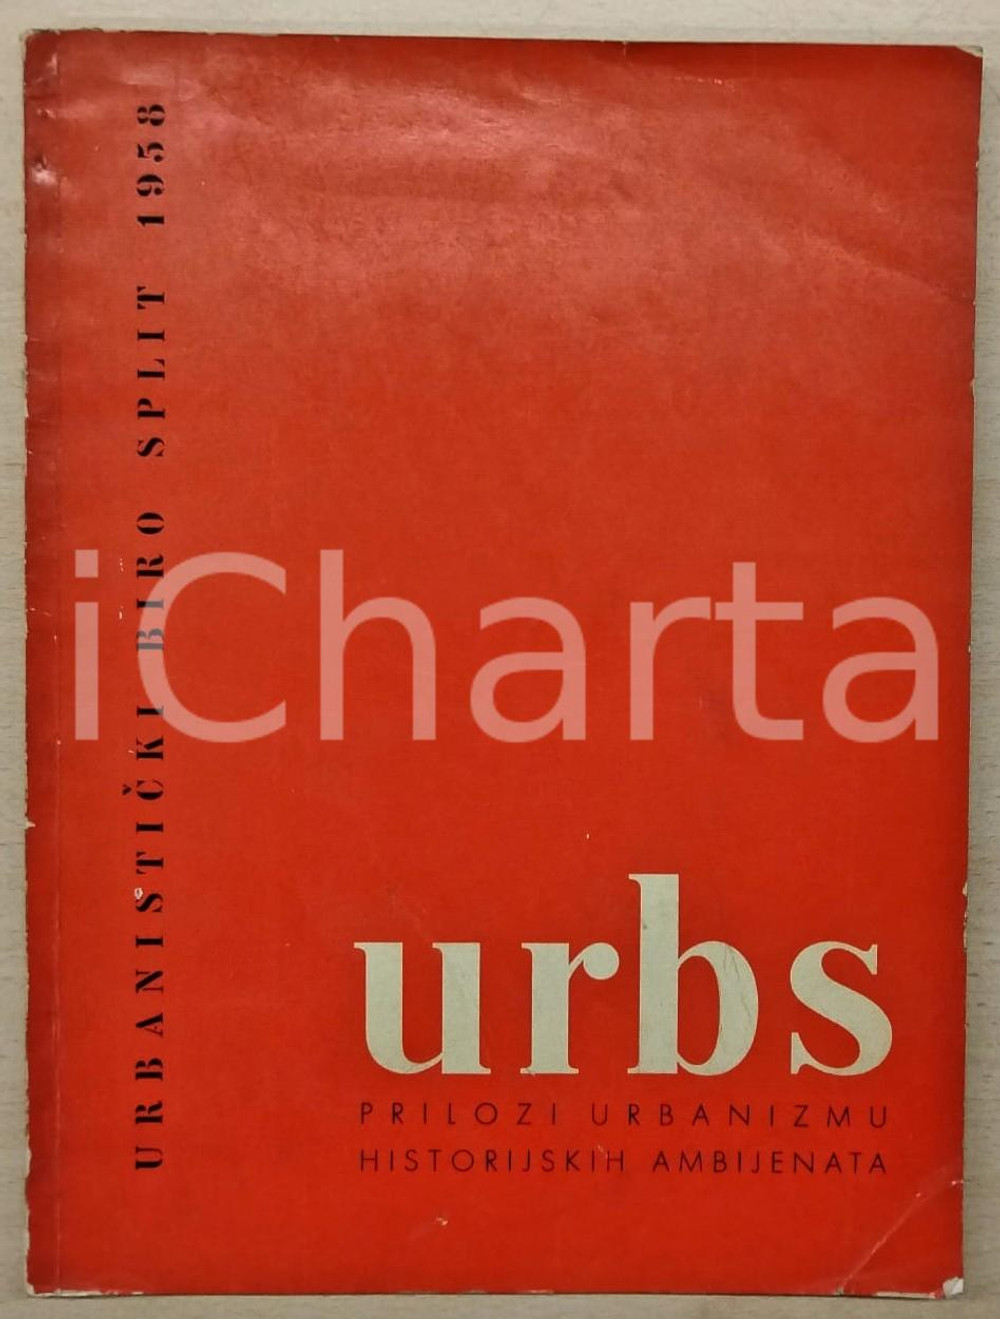 URBANISTIČKI BIRO SPLIT 1958
iCharta
urbs
PRILOZI URBANIZMU
HISTORIJSKIH AMBIJENATA